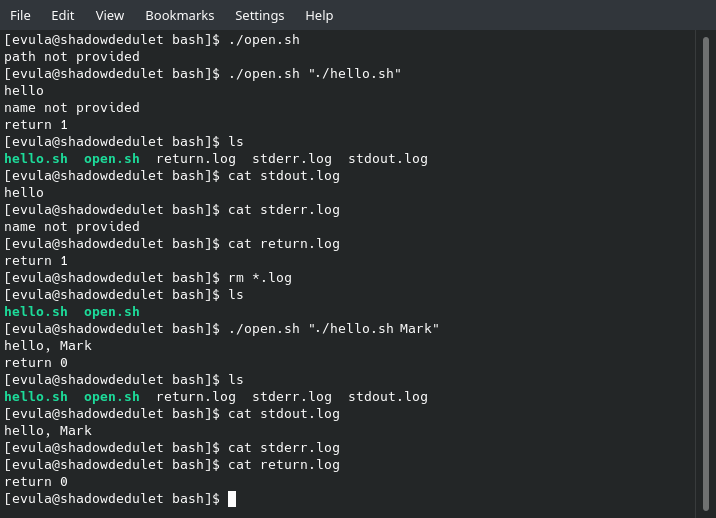 File Edit View Bookmarks Settings Help
[evula@shadowdedulet bash]$ ./open.sh
path not provided
[evula@shadowdedulet bash]$ ./open.sh "./hello.sh"
hello
name not provided
return 1
[evula@shadowdedulet bash]$ ls
hello.sh  open.sh  return.log  stderr.log  stdout.log
[evula@shadowdedulet bash]$ cat stdout.log
hello
[evula@shadowdedulet bash]$ cat stderr.log
name not provided
[evula@shadowdedulet bash]$ cat return.log
return 1
[evula@shadowdedulet bash]$ rm *.log
[evula@shadowdedulet bash]$ ls
hello.sh  open.sh
[evula@shadowdedulet bash]$ ./open.sh "./hello.sh Mark"
hello, Mark
return 0
[evula@shadowdedulet bash]$ ls
hello.sh  open.sh  return.log  stderr.log  stdout.log
[evula@shadowdedulet bash]$ cat stdout.log
hello, Mark
[evula@shadowdedulet bash]$ cat stderr.log
[evula@shadowdedulet bash]$ cat return.log
return 0
[evula@shadowdedulet bash]$